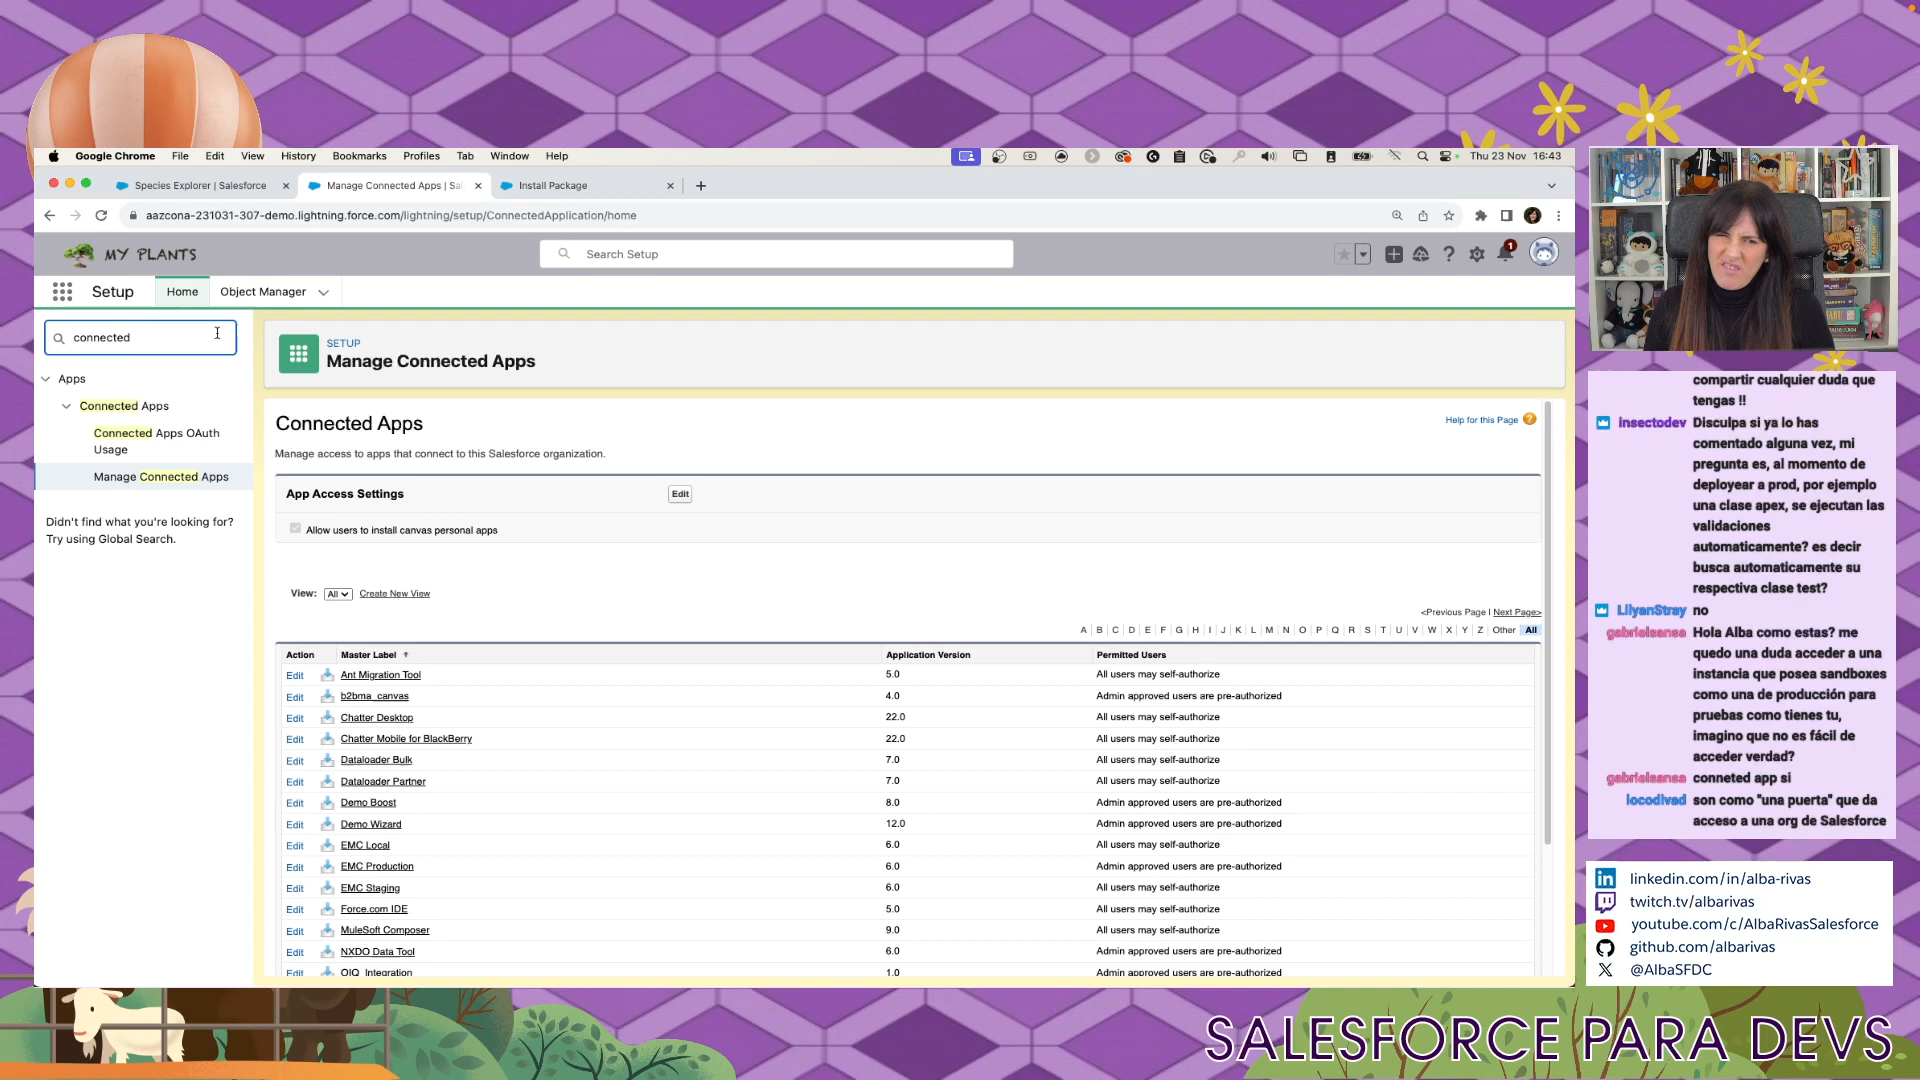 Google Chrome File Edit View History Bookmarks Profiles Tab Window Help
Thu 23 Nov 16:43
Species Explorer | Salesforce
Manage Connected Apps | Sa
Install Package
aazcona-231031-307-demo.lightning.force.com/lightning/setup/ConnectedApplication/home
MY PLANTS
Search Setup
1
Setup
Home
Object Manager
connected
Apps
Connected Apps
Connected Apps OAuth
Usage
Manage Connected Apps
Didn't find what you're looking for?
Try using Global Search.
SETUP
Manage Connected Apps
Connected Apps
Help for this Page
Manage access to apps that connect to this Salesforce organization.
App Access Settings
Edit
Allow users to install canvas personal apps
View: All Create New View
<Previous Page | Next Page>
A | B | C | D | E | F | G | H | I | J | K | L | M | N | O | P | Q | R | S | T | U | V | W | X | Y | Z | Other All
Action Master Label Application Version Permitted Users
Edit Ant Migration Tool 5.0 All users may self-authorize
Edit b2bma_canvas 4.0 Admin approved users are pre-authorized
Edit Chatter Desktop 22.0 All users may self-authorize
Edit Chatter Mobile for BlackBerry 22.0 All users may self-authorize
Edit Dataloader Bulk 7.0 All users may self-authorize
Edit Dataloader Partner 7.0 All users may self-authorize
Edit Demo Boost 8.0 Admin approved users are pre-authorized
Edit Demo Wizard 12.0 Admin approved users are pre-authorized
Edit EMC Local 6.0 All users may self-authorize
Edit EMC Production 6.0 Admin approved users are pre-authorized
Edit EMC Staging 6.0 All users may self-authorize
Edit Force.com IDE 5.0 All users may self-authorize
Edit MuleSoft Composer 9.0 All users may self-authorize
Edit NXDO Data Tool 6.0 Admin approved users are pre-authorized
Edit OIQ_Integration 1.0 Admin approved users are pre-authorized
compartir cualquier duda que
tengas !!
insectodev Disculpa si ya lo has
comentado alguna vez, mi
pregunta es, al momento de
deployear a prod, por ejemplo
una clase apex, se ejecutan las
validaciones
automaticamente? es decir
busca automaticamente su
respectiva clase test?
LilyanStray no
gabrieleansa Hola Alba como estas? me
quedo una duda acceder a una
instancia que posea sandboxes
como una de producción para
pruebas como tienes tu,
imagino que no es fácil de
acceder verdad?
gabrieleansa conneted app si
locodivad son como "una puerta" que da
acceso a una org de Salesforce
linkedin.com/in/alba-rivas
twitch.tv/albarivas
youtube.com/c/AlbaRivasSalesforce
github.com/albarivas
@AlbaSFDC
SALESFORCE PARA DEVS